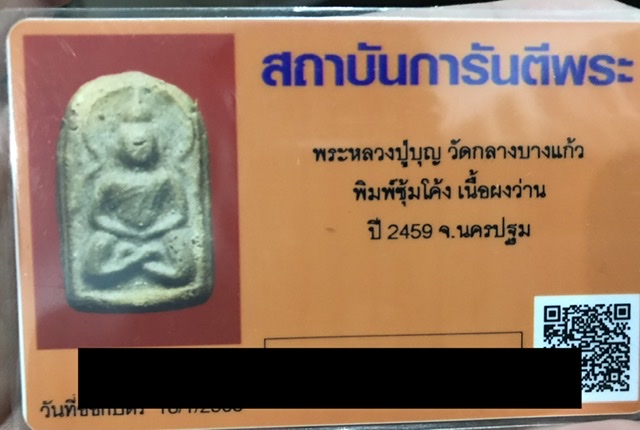 สถาบันการันตีพระ
พระหลวงปู่บุญ วัดกลางบางแก้ว
พิมพ์ซุ้มโค้ง เนื้อผงว่าน
ปี 2459 จ.นครปฐม
วันที่